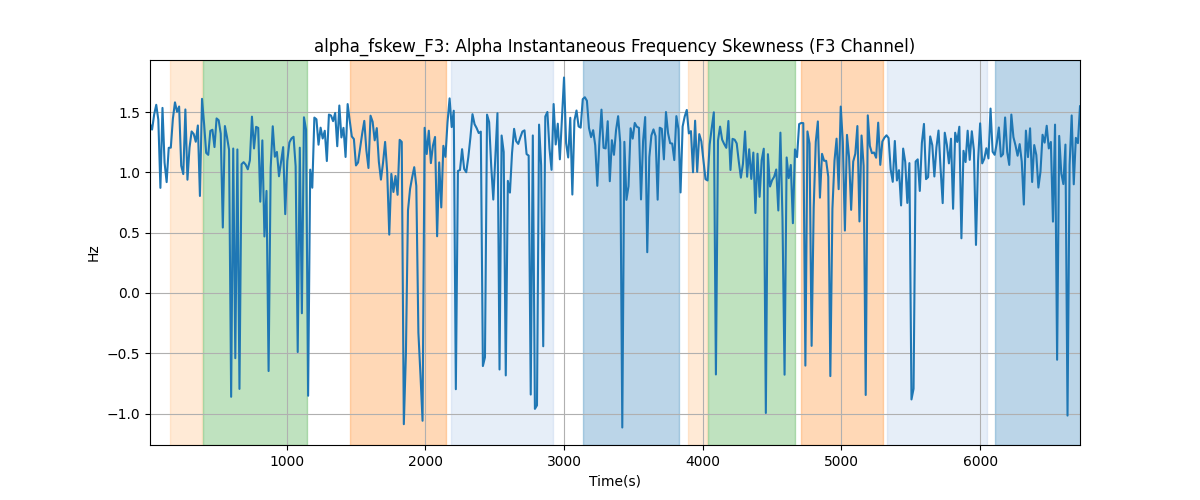 alpha_fskew_F3: Alpha Instantaneous Frequency Skewness (F3 Channel)
1.5
1.0
0.5
0.0
−0.5
−1.0
Hz
1000 2000 3000 4000 5000 6000
Time(s)